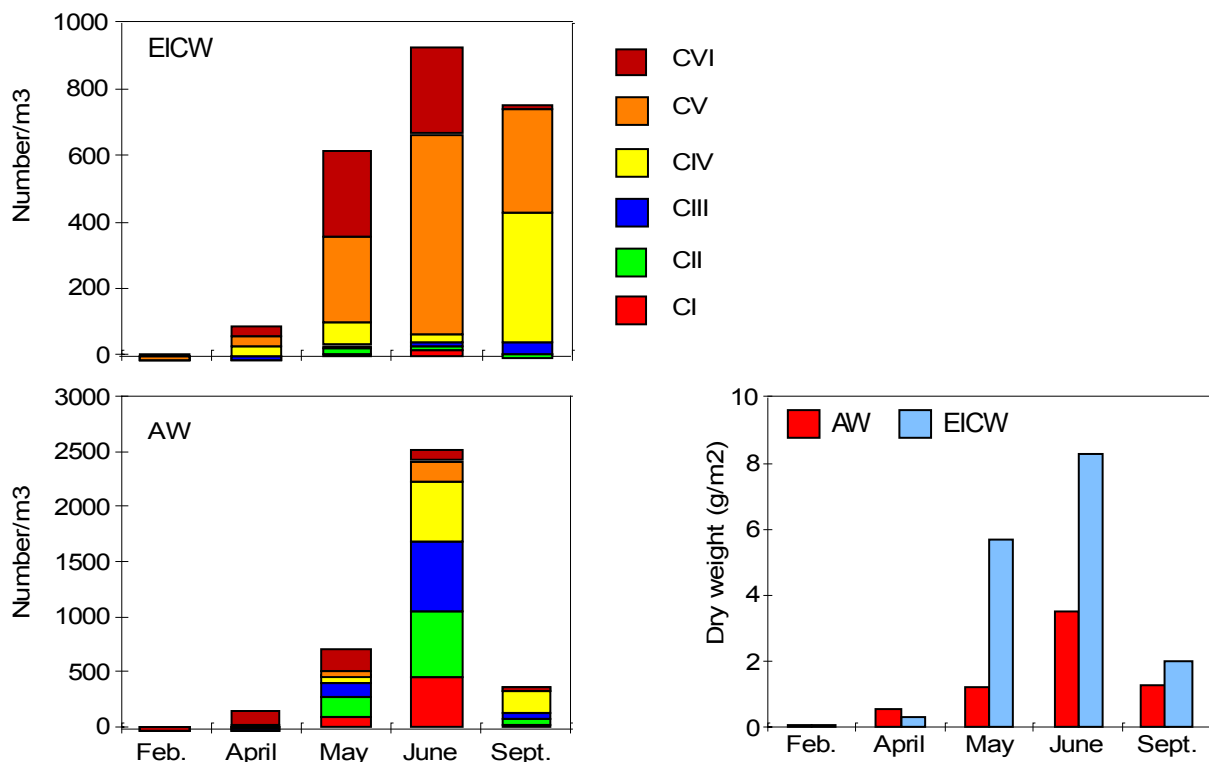 EICW
Number/m3
1000
800
600
400
200
0
CVI
CV
CIV
CIII
CII
CI
AW
Number/m3
3000
2500
2000
1500
1000
500
0
Feb. April May June Sept.
AW EICW
Dry weight (g/m2)
10
8
6
4
2
0
Feb. April May June Sept.